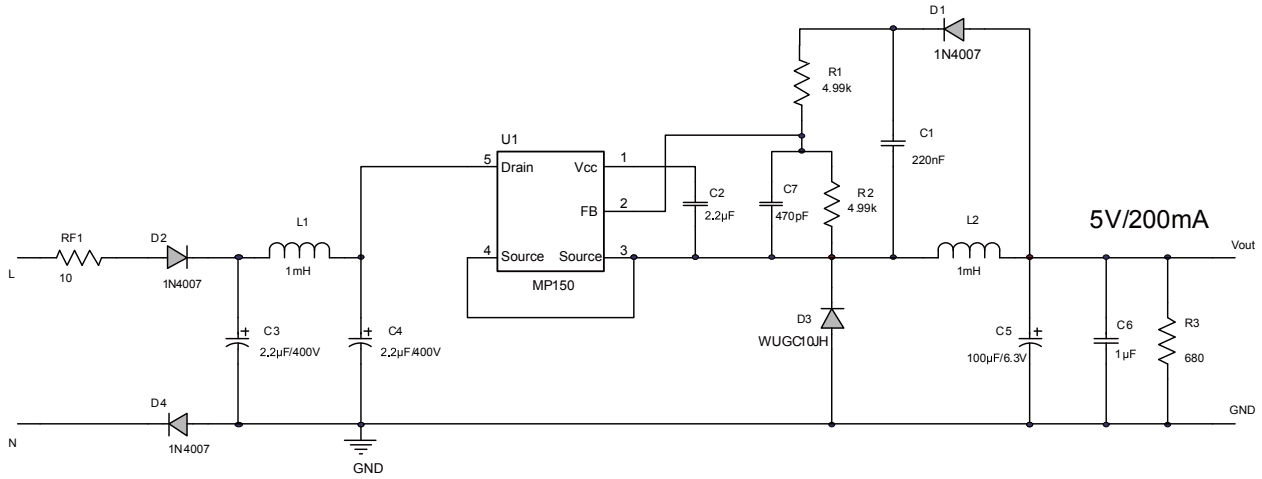 D1
1N4007
R1
4.99k
C1
220nF
U1
5
Drain
Vcc
1
FB
2
4
Source
Source
3
MP150
C2
2.2µF
C7
470pF
R2
4.99k
L2
1mH
5V/200mA
Vout
L
RF1
10
D2
1N4007
L1
1mH
C3
2.2µF/400V
+
C4
2.2µF/400V
+
D3
WUGC10JH
C5
100µF/6.3V
+
C6
1µF
R3
680
N
D4
1N4007
GND
GND